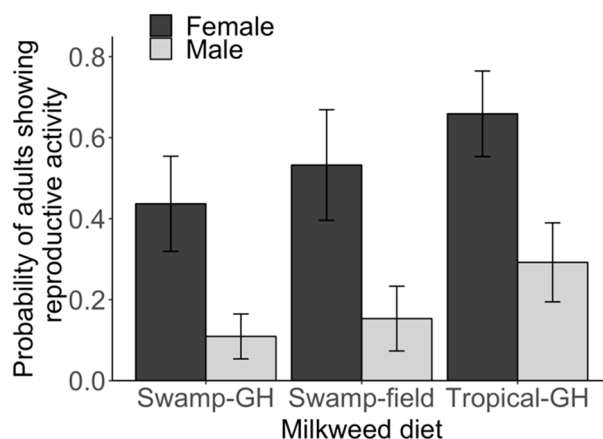 Female
Male
Probability of adults showing
reproductive activity
0.8
0.6
0.4
0.2
0.0
Swamp-GH Swamp-field Tropical-GH
Milkweed diet